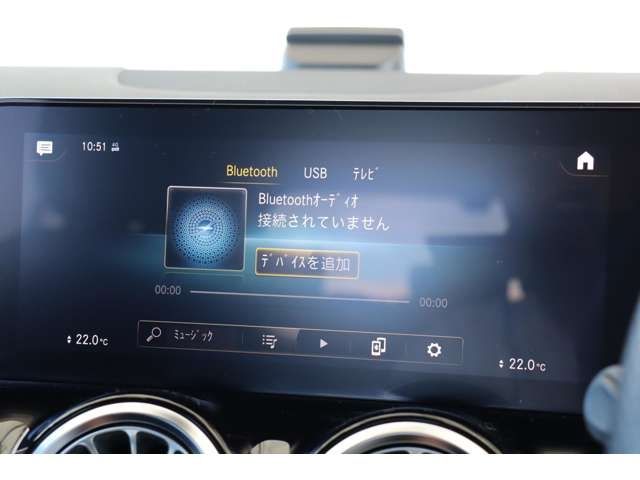 10:51 4G
Bluetooth USB ﾃﾚﾋﾞ
Bluetoothｵｰﾃﾞｨｵ
接続されていません
ﾃﾞﾊﾞｲｽを追加
00:00 00:00
ﾐｭｰｼﾞｯｸ
22.0℃ 22.0℃